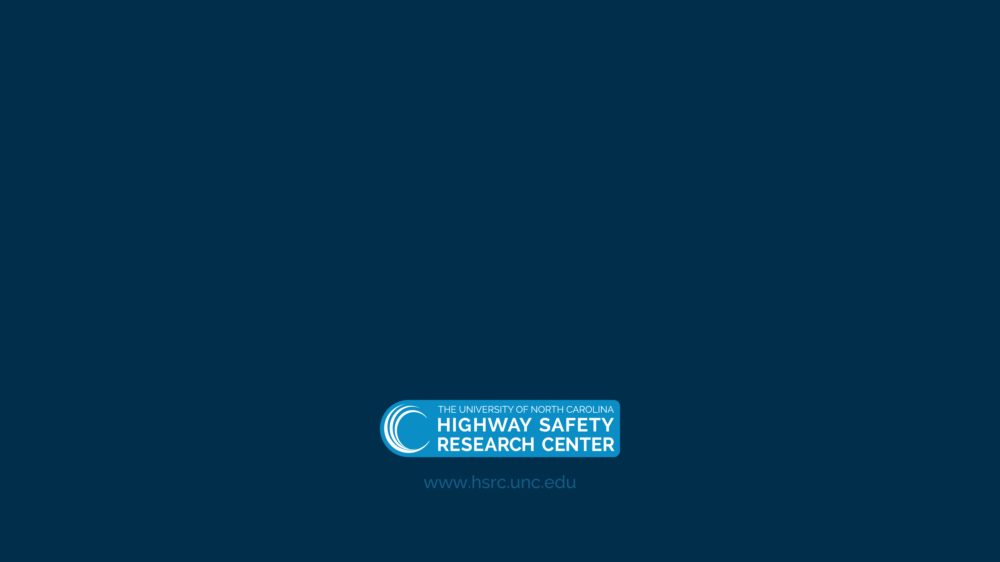 THE UNIVERSITY OF NORTH CAROLINA
HIGHWAY SAFETY
RESEARCH CENTER
www.hsrc.unc.edu